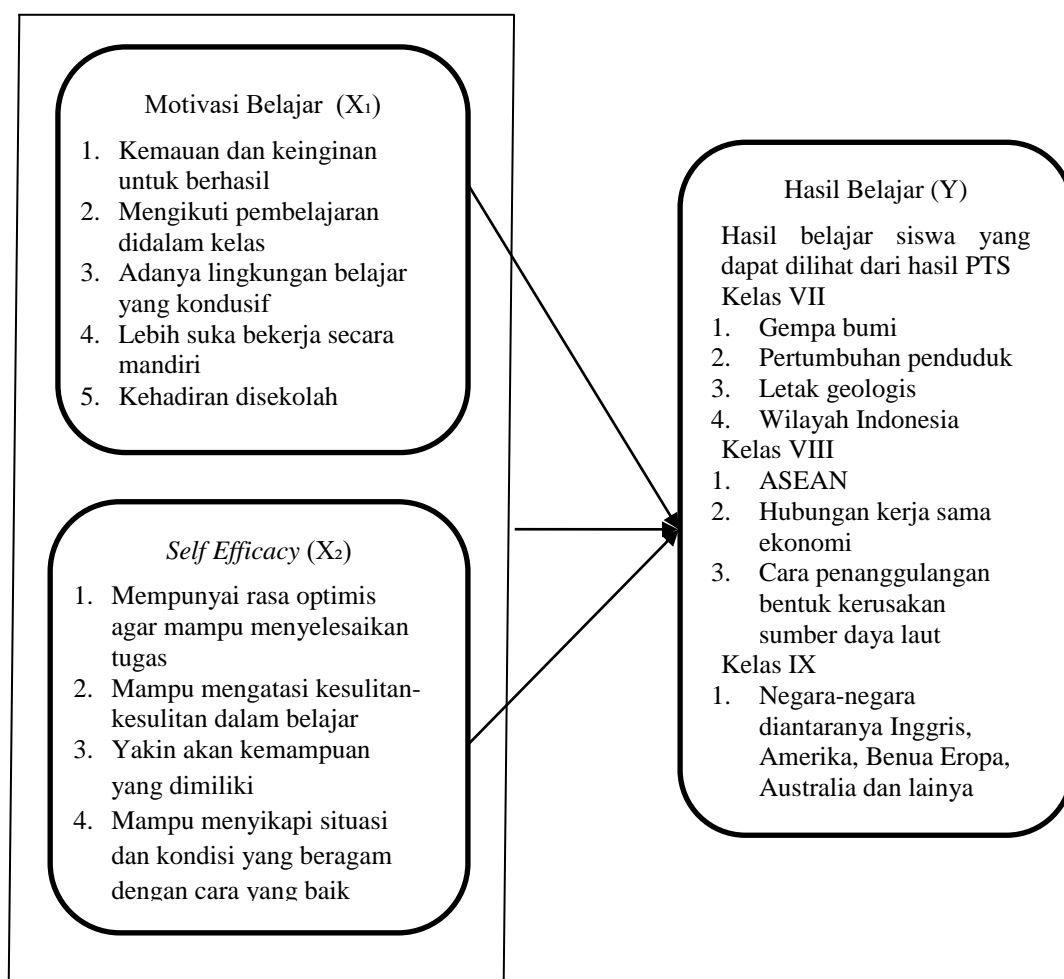 Motivasi Belajar (X₁)
1. Kemauan dan keinginan
untuk berhasil
2. Mengikuti pembelajaran
didalam kelas
3. Adanya lingkungan belajar
yang kondusif
4. Lebih suka bekerja secara
mandiri
5. Kehadiran disekolah
Self Efficacy (X₂)
1. Mempunyai rasa optimis
agar mampu menyelesaikan
tugas
2. Mampu mengatasi kesulitan-
kesulitan dalam belajar
3. Yakin akan kemampuan
yang dimiliki
4. Mampu menyikapi situasi
dan kondisi yang beragam
dengan cara yang baik
Hasil Belajar (Y)
Hasil belajar siswa yang
dapat dilihat dari hasil PTS
Kelas VII
1. Gempa bumi
2. Pertumbuhan penduduk
3. Letak geologis
4. Wilayah Indonesia
Kelas VIII
1. ASEAN
2. Hubungan kerja sama
ekonomi
3. Cara penanggulangan
bentuk kerusakan
sumber daya laut
Kelas IX
1. Negara-negara
diantaranya Inggris,
Amerika, Benua Eropa,
Australia dan lainya